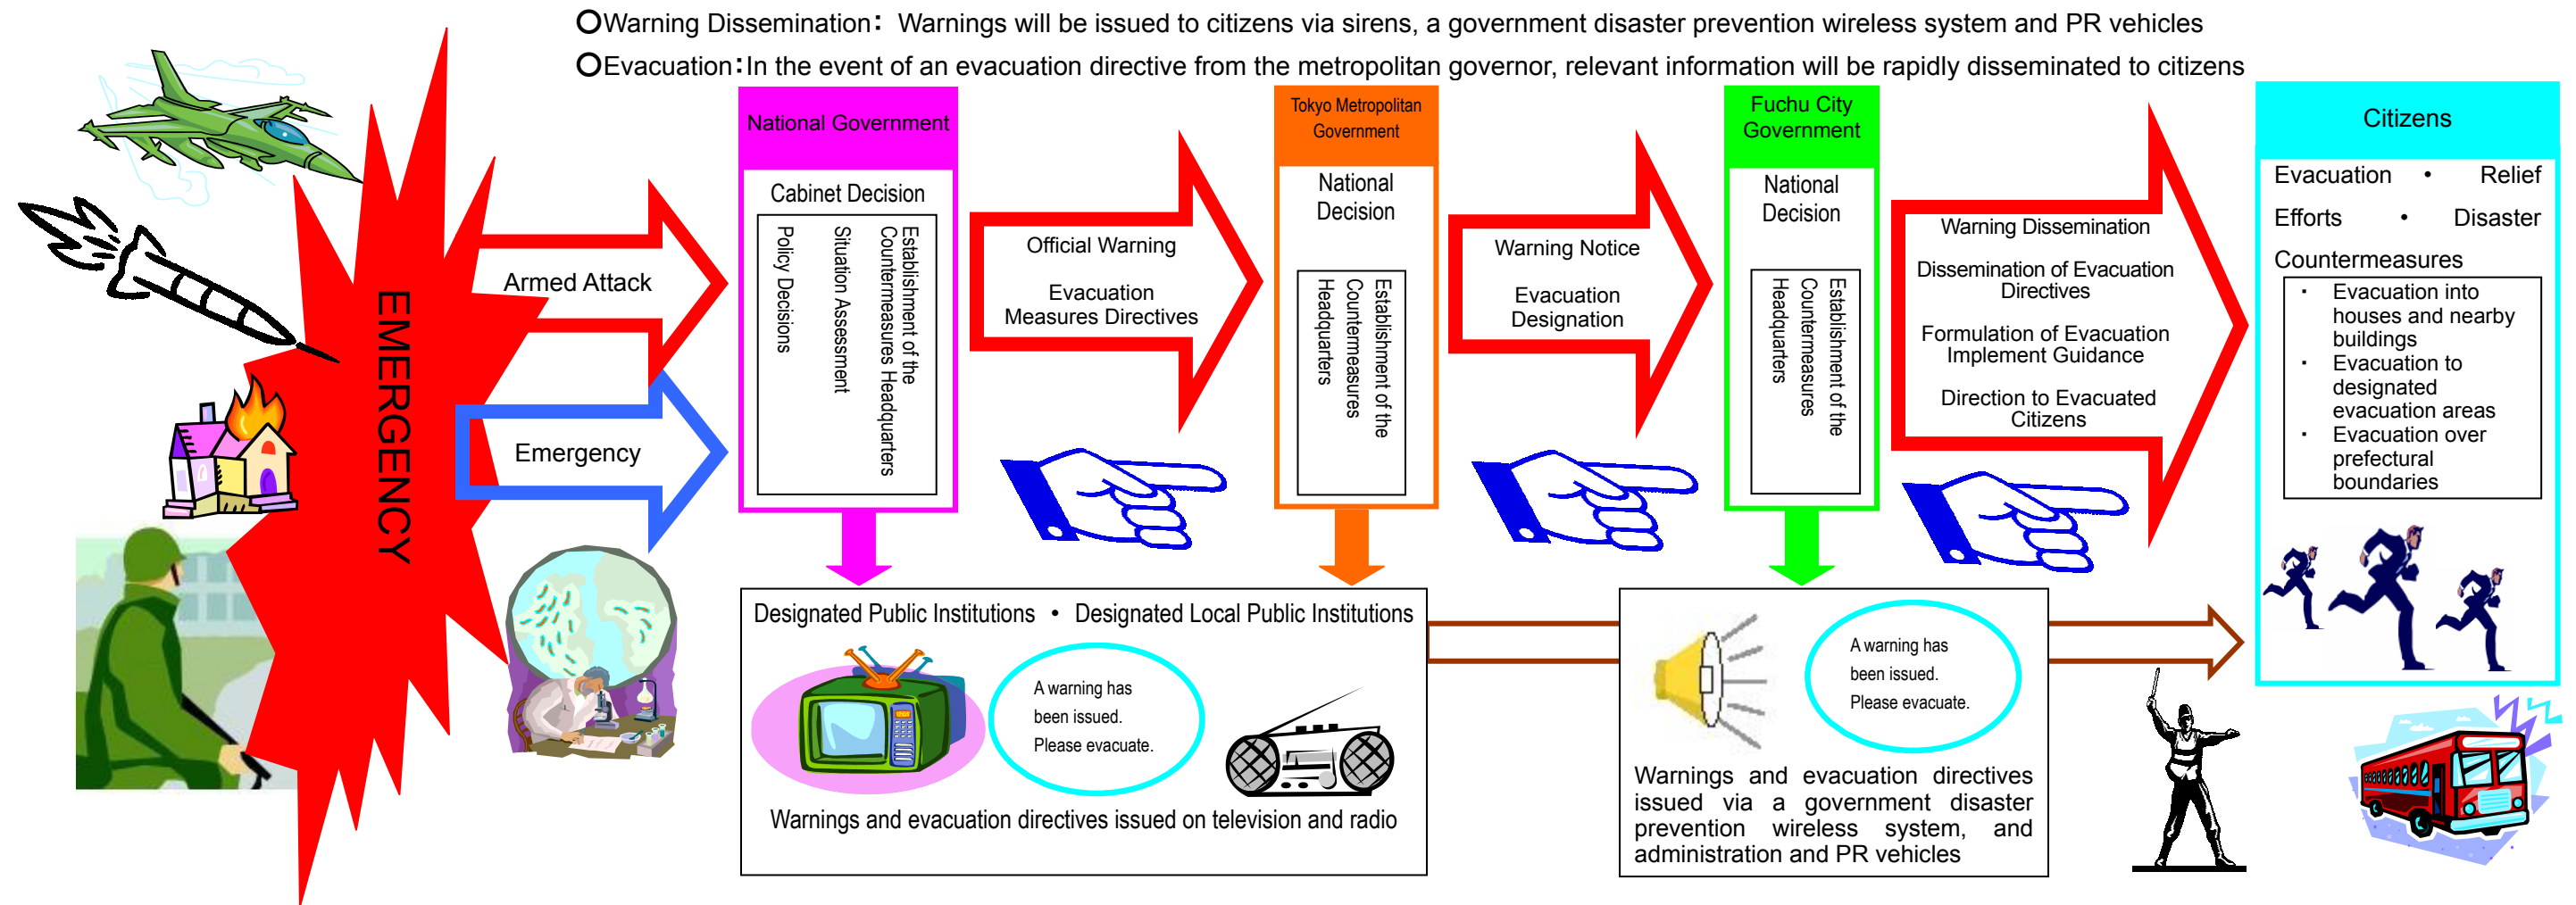 ○Warning Dissemination： Warnings will be issued to citizens via sirens, a government disaster prevention wireless system and PR vehicles
○Evacuation：In the event of an evacuation directive from the metropolitan governor, relevant information will be rapidly disseminated to citizens
EMERGENCY
Armed Attack
Emergency
National Government
Cabinet Decision
Establishment of the
Countermeasures Headquarters
Situation Assessment
Policy Decisions
Official Warning
Evacuation
Measures Directives
Tokyo Metropolitan
Government
National
Decision
Establishment of the
Countermeasures
Headquarters
Warning Notice
Evacuation
Designation
Fuchu City
Government
National
Decision
Establishment of the
Countermeasures
Headquarters
Warning Dissemination
Dissemination of Evacuation
Directives
Formulation of Evacuation
Implement Guidance
Direction to Evacuated
Citizens
Citizens
Evacuation ・ Relief
Efforts ・ Disaster
Countermeasures
・ Evacuation into
houses and nearby
buildings
・ Evacuation to
designated
evacuation areas
・ Evacuation over
prefectural
boundaries
Designated Public Institutions ・ Designated Local Public Institutions
A warning has
been issued.
Please evacuate.
Warnings and evacuation directives issued on television and radio
A warning has
been issued.
Please evacuate.
Warnings and evacuation directives
issued via a government disaster
prevention wireless system, and
administration and PR vehicles